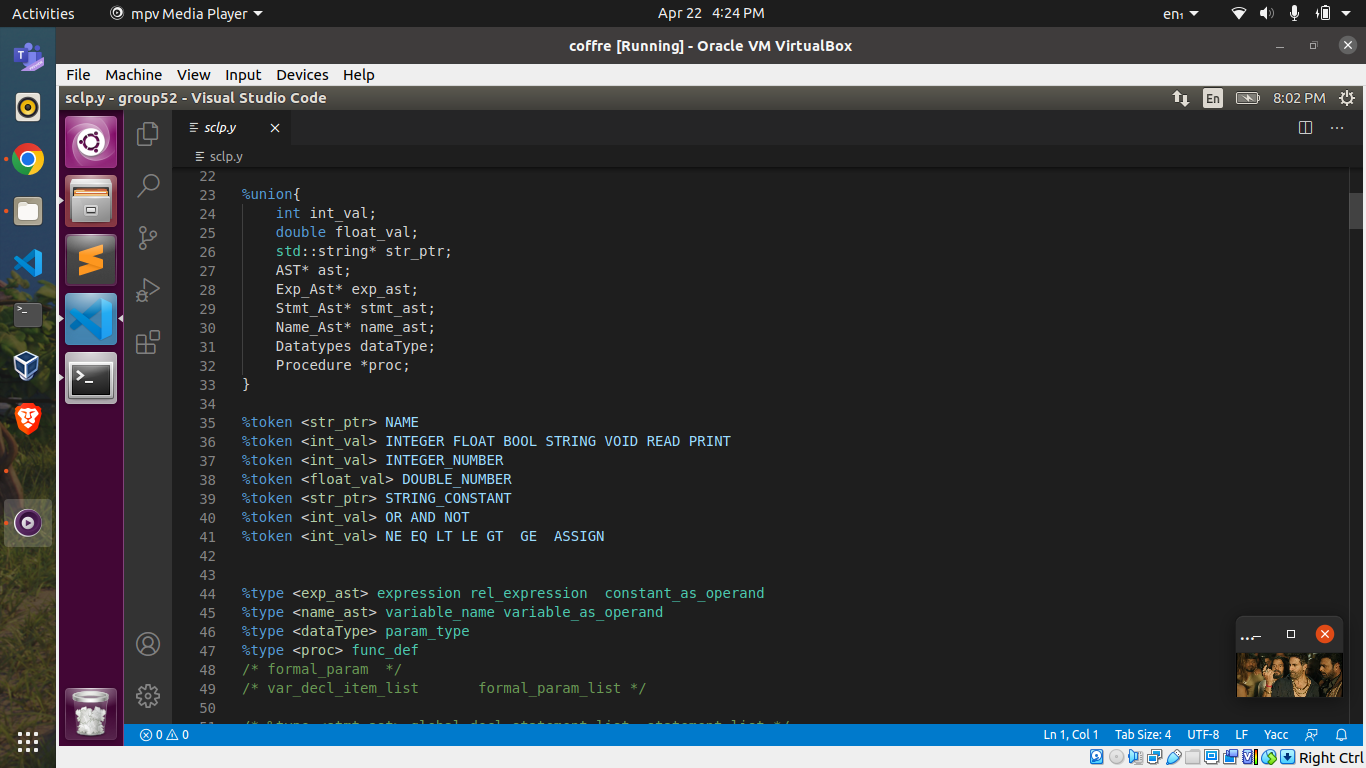 Activities
mpv Media Player
Apr 22 4:24 PM
en₁
coffre [Running] - Oracle VM VirtualBox
File Machine View Input Devices Help
sclp.y - group52 - Visual Studio Code
En
8:02 PM
sclp.y
sclp.y
22
23 %union{
24 int int_val;
25 double float_val;
26 std::string* str_ptr;
27 AST* ast;
28 Exp_Ast* exp_ast;
29 Stmt_Ast* stmt_ast;
30 Name_Ast* name_ast;
31 Datatypes dataType;
32 Procedure *proc;
33 }
34
35 %token <str_ptr> NAME
36 %token <int_val> INTEGER FLOAT BOOL STRING VOID READ PRINT
37 %token <int_val> INTEGER_NUMBER
38 %token <float_val> DOUBLE_NUMBER
39 %token <str_ptr> STRING_CONSTANT
40 %token <int_val> OR AND NOT
41 %token <int_val> NE EQ LT LE GT  GE  ASSIGN
42
43
44 %type <exp_ast> expression rel_expression  constant_as_operand
45 %type <name_ast> variable_name variable_as_operand
46 %type <dataType> param_type
47 %type <proc> func_def
48 /* formal_param  */
49 /* var_decl_item_list       formal_param_list */
50
51 /* %type <stmt_ast> global_decl_statement_list  statement_list */
0 0
Ln 1, Col 1
Tab Size: 4
UTF-8
LF
Yacc
Right Ctrl